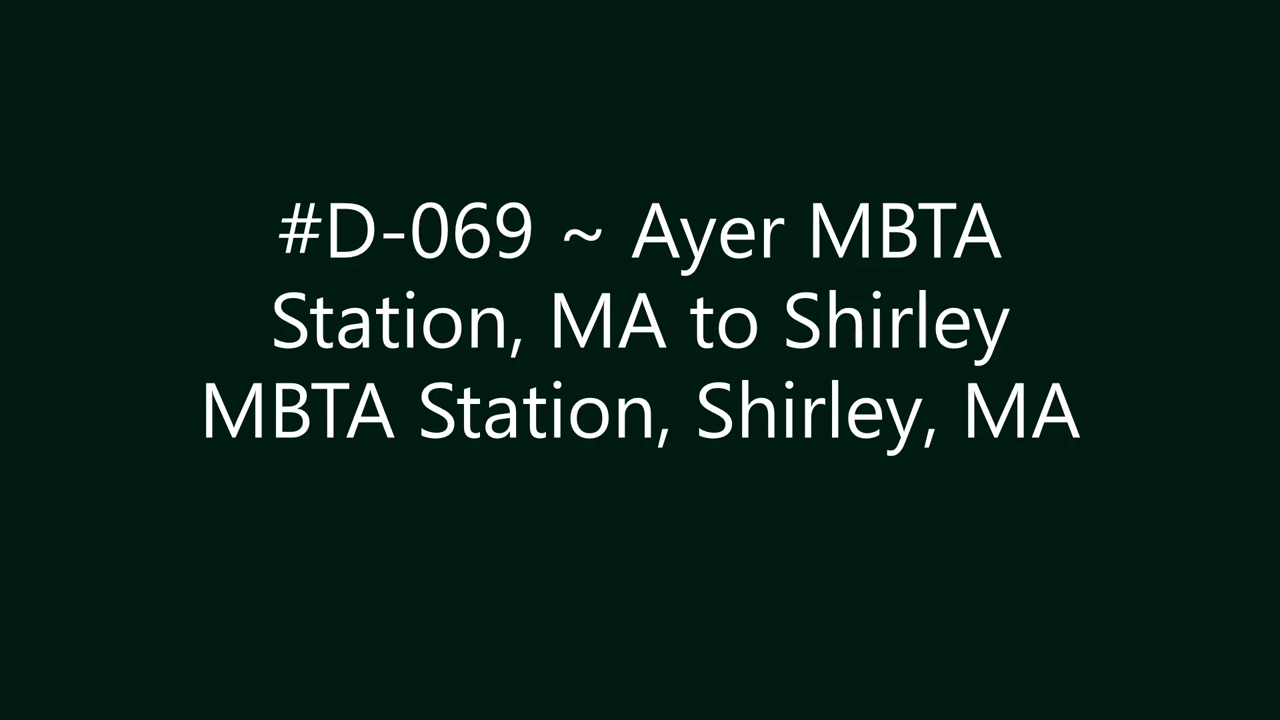 #D-069 ~ Ayer MBTA
Station, MA to Shirley
MBTA Station, Shirley, MA